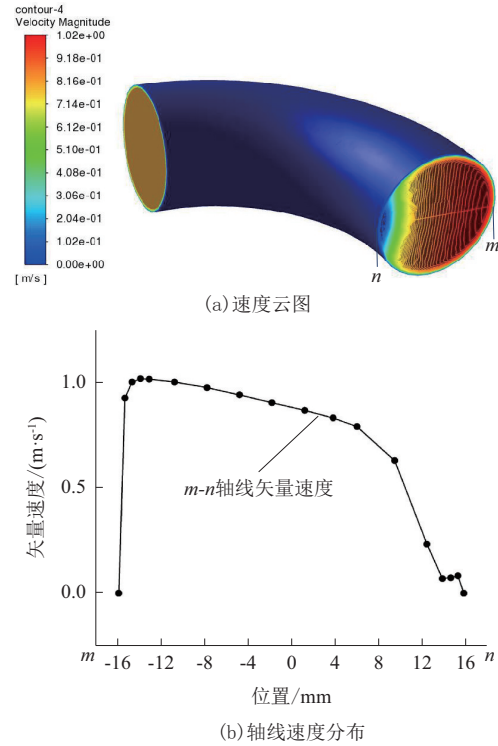 contour-4
Velocity Magnitude
1.02e+00
9.18e-01
8.16e-01
7.14e-01
6.12e-01
5.10e-01
4.08e-01
3.06e-01
2.04e-01
1.02e-01
0.00e+00
[ m/s ]
n
m
(a)速度云图
1.0
0.5
0.0
矢量速度/(m·s⁻¹)
m-n轴线矢量速度
m
-16
-12
-8
-4
0
4
8
12
16
n
位置/mm
(b)轴线速度分布